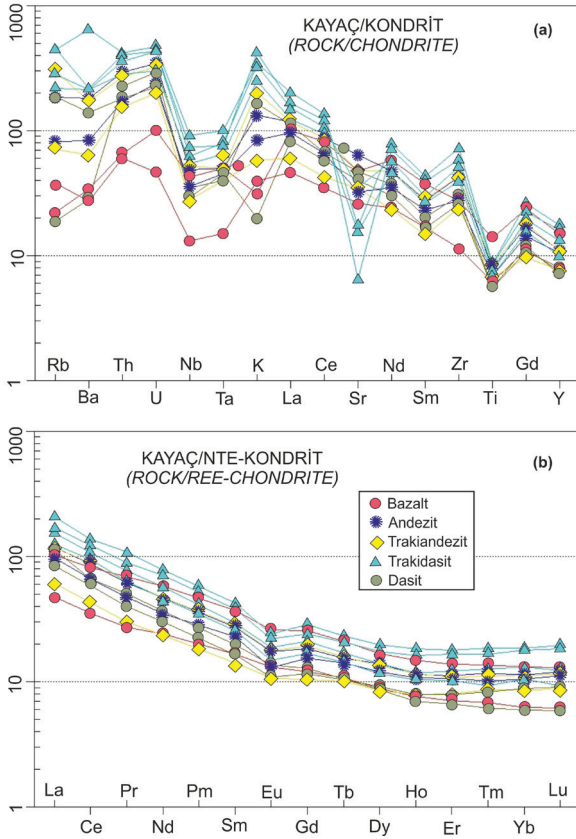 KAYAÇ/KONDRİT
(ROCK/CHONDRITE)
(a)
1000
100
10
1
Rb Th Nb K Ce Nd Zr Gd
Ba U Ta La Sr Sm Ti Y
KAYAÇ/NTE-KONDRİT
(ROCK/REE-CHONDRITE)
(b)
Bazalt
Andezit
Trakiandezit
Trakidasit
Dasit
1000
100
10
1
La Pr Pm Eu Tb Ho Tm Lu
Ce Nd Sm Gd Dy Er Yb